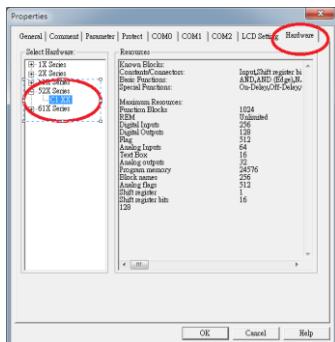 Properties
General Comment Parameter Protect COM0 COM1 COM2 LCD Setting Hardware
Select Hardware:
1X Series
2X Series
52X Series
61X Series
Resources
Known Blocks:
Constants/Connectors: Input,Shift register bi
Basic Functions: AND,AND (Edge),N
Special Functions: On-Delay,Off-Delay
Maximum Resources:
Function Blocks 1024
REM Unlimited
Digital Inputs 256
Digital Outputs 128
Flag 512
Analog Inputs 64
Text Box 16
Analog outputs 32
Program memory 24576
Block names 256
Analog flags 512
Shift register 1
Shift register bits 16
128
OK Cancel Help